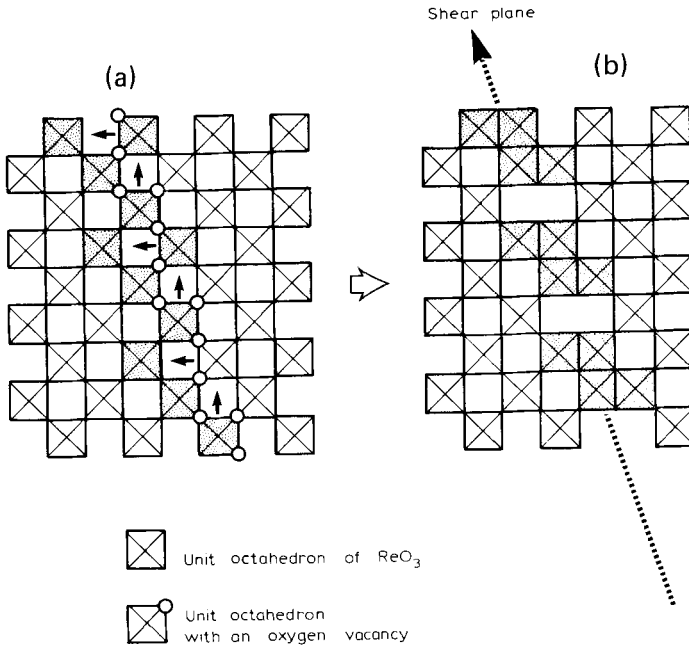 Shear plane
(a)
(b)
Unit octahedron of ReO₃
Unit octahedron
with an oxygen vacancy